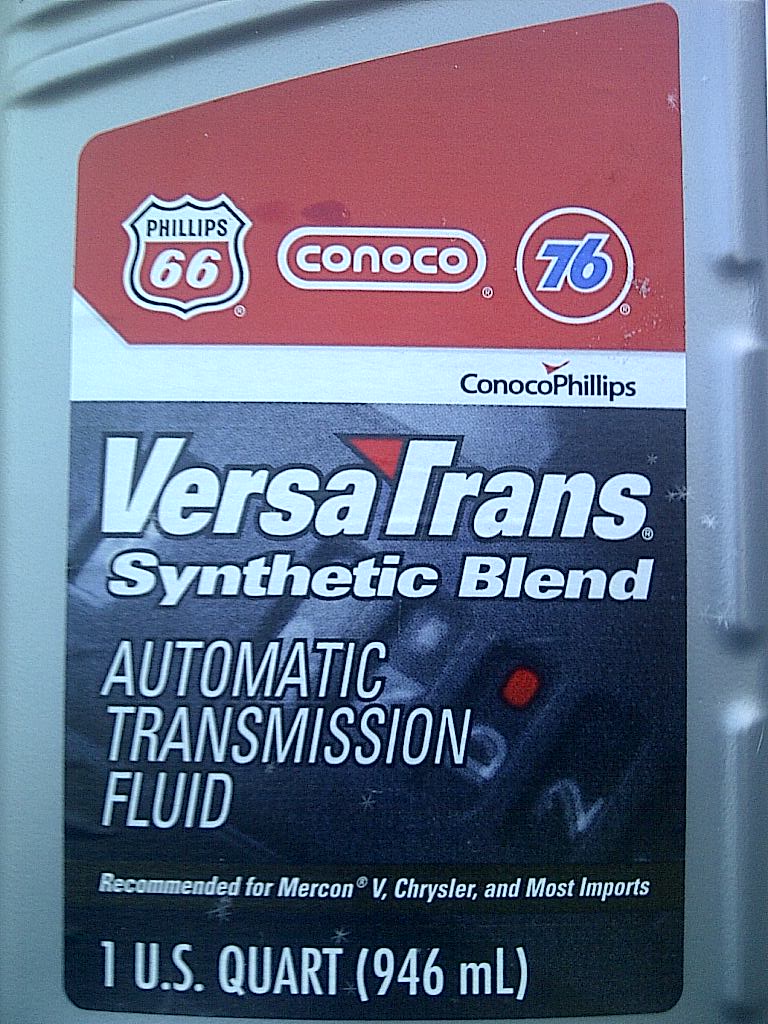 PHILLIPS
66®
CONOCO®
76®
ConocoPhillips
VersaTrans®
Synthetic Blend
AUTOMATIC
TRANSMISSION
FLUID
D
2
Recommended for Mercon® V, Chrysler, and Most Imports
1 U.S. QUART (946 mL)